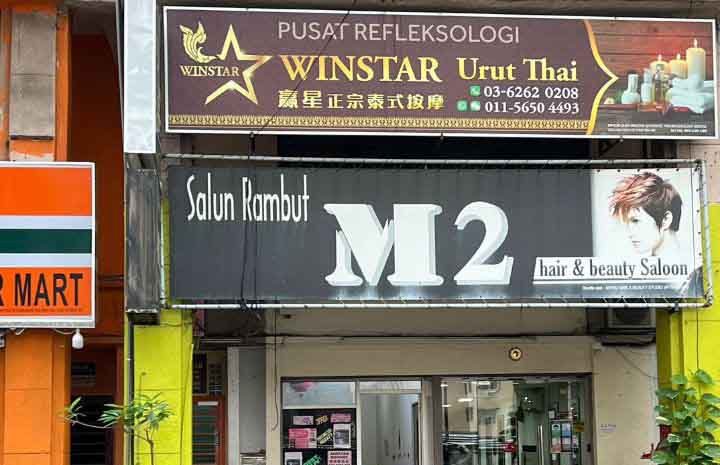 PUSAT REFLEKSOLOGI
WINSTAR
WINSTAR Urut Thai
赢星正宗泰式按摩
03-6262 0208
011-5650 4493
Salun Rambut
M2
hair & beauty Saloon
R MART